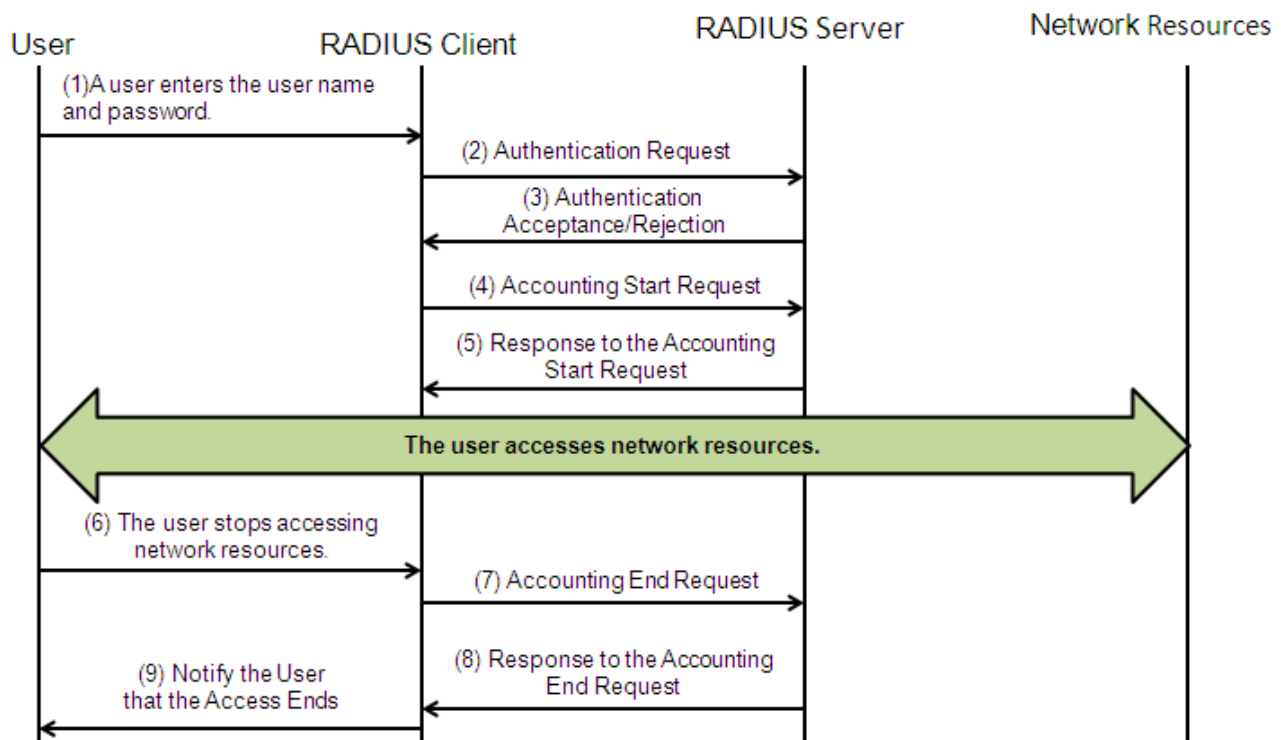 User
RADIUS Client
RADIUS Server
Network Resources
(1)A user enters the user name
and password.
(2) Authentication Request
(3) Authentication
Acceptance/Rejection
(4) Accounting Start Request
(5) Response to the Accounting
Start Request
The user accesses network resources.
(6) The user stops accessing
network resources.
(7) Accounting End Request
(8) Response to the Accounting
End Request
(9) Notify the User
that the Access Ends